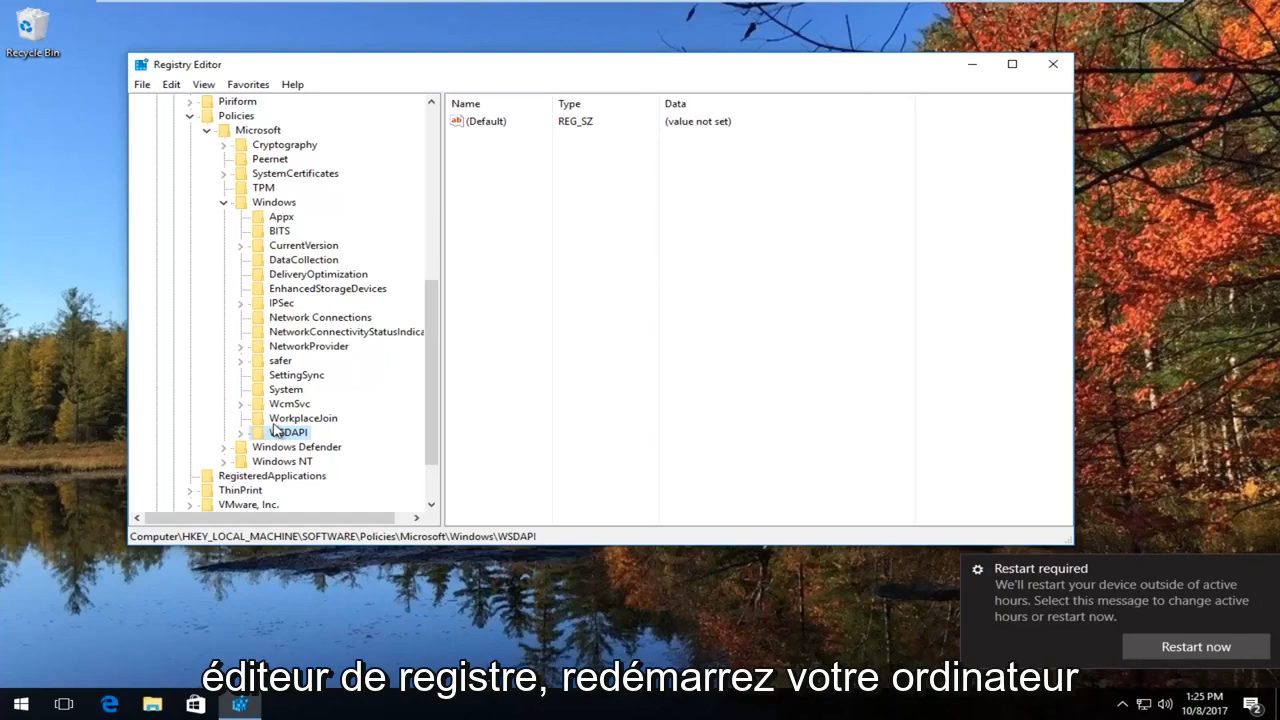 Recycle Bin
Registry Editor
File Edit View Favorites Help
Piriform
Policies
Microsoft
Cryptography
Peernet
SystemCertificates
TPM
Windows
Appx
BITS
CurrentVersion
DataCollection
DeliveryOptimization
EnhancedStorageDevices
IPSec
Network Connections
NetworkConnectivityStatusIndica
NetworkProvider
safer
SettingSync
System
WcmSvc
WorkplaceJoin
WSDAPI
Windows Defender
Windows NT
RegisteredApplications
ThinPrint
VMware, Inc.
Name Type Data
(Default) REG_SZ (value not set)
Computer\HKEY_LOCAL_MACHINE\SOFTWARE\Policies\Microsoft\Windows\WSDAPI
Restart required
We'll restart your device outside of active
hours. Select this message to change active
hours or restart now.
Restart now
éditeur de registre, redémarrez votre ordinateur
1:25 PM
10/8/2017
2